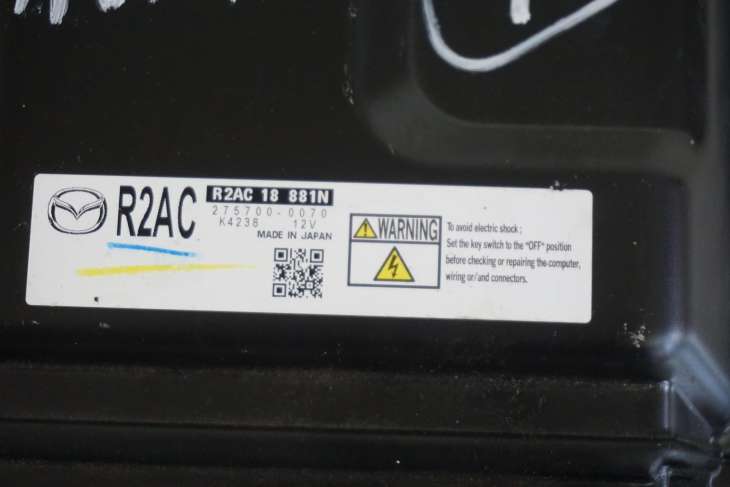 R2AC
R2AC 18 881N
275700-0070
K4238 12V
MADE IN JAPAN
WARNING
To avoid electric shock ;
Set the key switch to the "OFF" position
before checking or repairing the computer,
wiring or/and connectors.